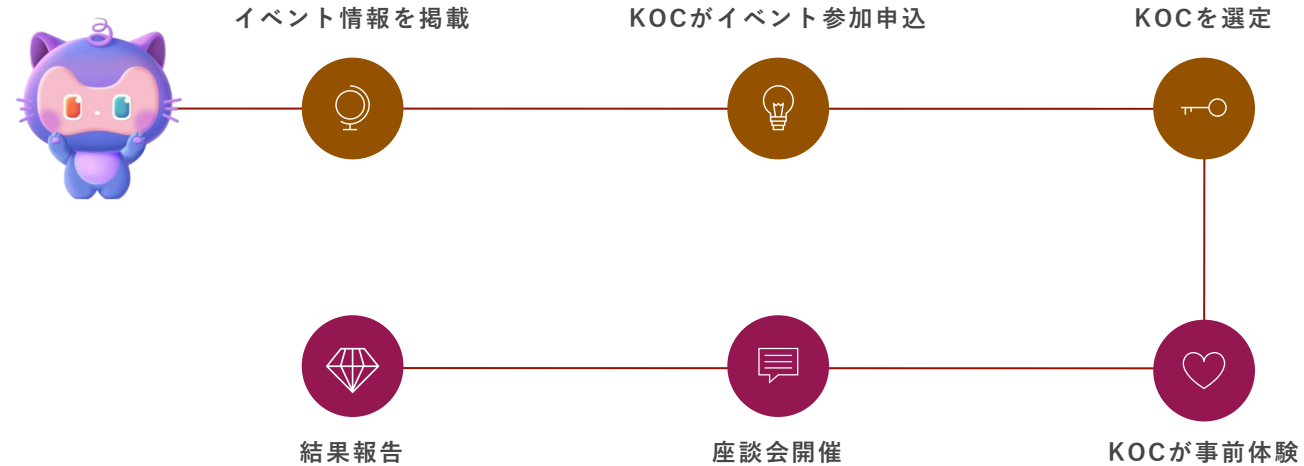 イベント情報を掲載
KOCがイベント参加申込
KOCを選定
KOCが事前体験
座談会開催
結果報告